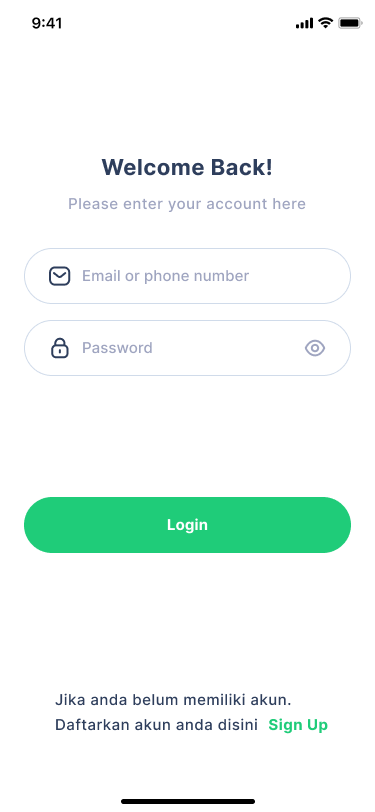 9:41
Welcome Back!
Please enter your account here
Email or phone number
Password
Login
Jika anda belum memiliki akun.
Daftarkan akun anda disini Sign Up